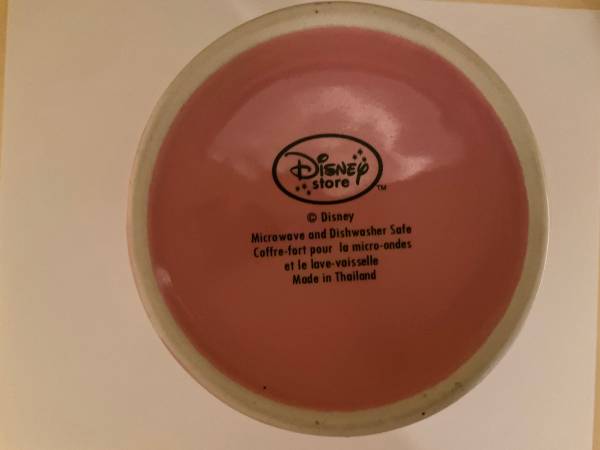 Disney
store ™
© Disney
Microwave and Dishwasher Safe
Coffre-fort pour la micro-ondes
et le lave-vaisselle
Made in Thailand